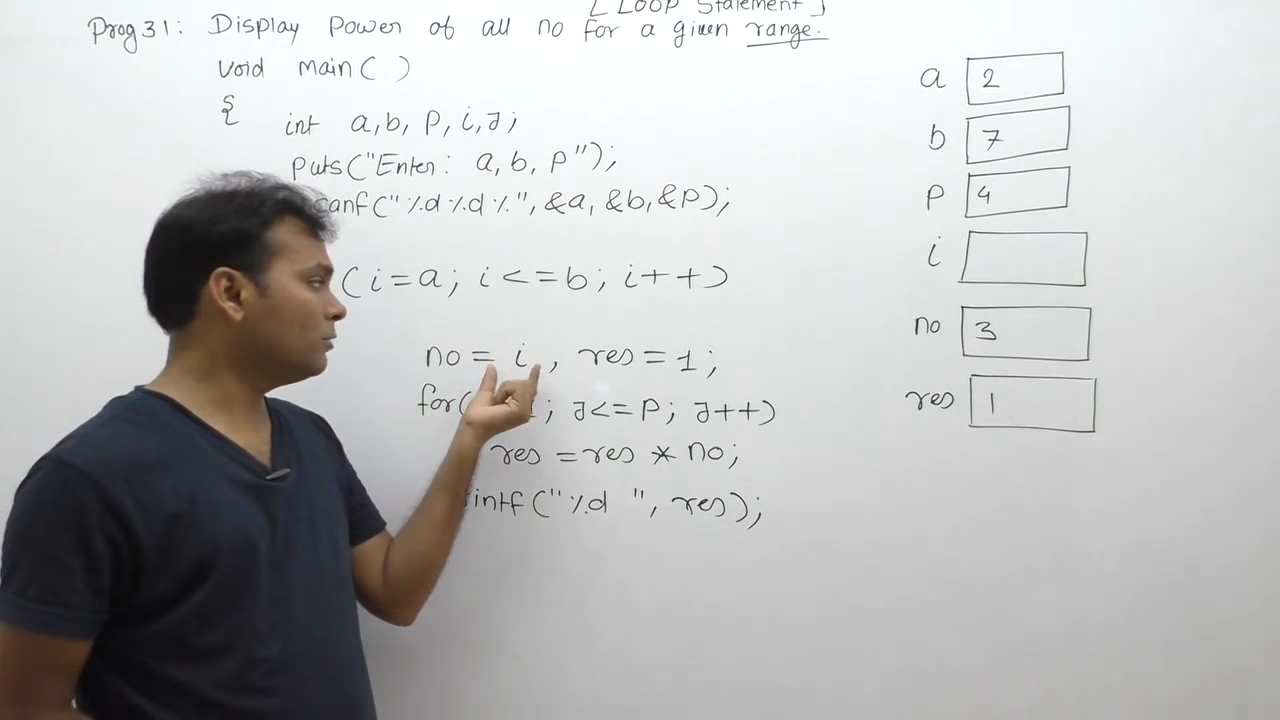 [LOOP Statement]
Prog 31: Display Power of all no for a given range.
void main( )
{
int a,b, P, i,J;
puts("Enter: a, b, P");
canf("%d%d%", &a, &b, &P);
(i=a; i<=b; i++)
no = i , res = 1;
for( 1; J<=P; J++)
res =res * no;
intf("%d ", res);
a 2
b 7
P 4
i
no 3
res 1